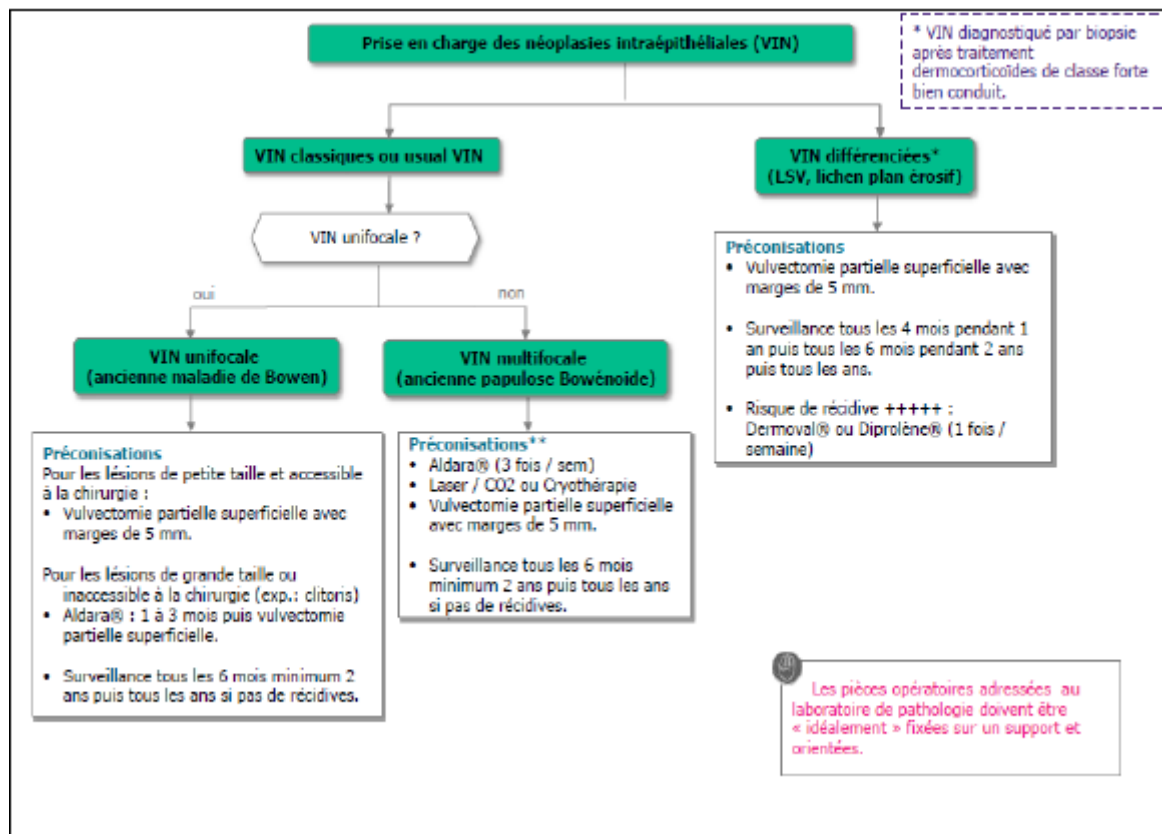 Prise en charge des néoplasies intraépithéliales (VIN)
* VIN diagnostiqué par biopsie
après traitement
dermocorticoïdes de classe forte
bien conduit.
VIN classiques ou usual VIN
VIN différenciées*
(LSV, lichen plan érosif)
VIN unifocale ?
oui
non
VIN unifocale
(ancienne maladie de Bowen)
VIN multifocale
(ancienne papulose Bowénoide)
Préconisations
Pour les lésions de petite taille et accessible
à la chirurgie :
• Vulvectomie partielle superficielle avec
marges de 5 mm.
Pour les lésions de grande taille ou
inaccessible à la chirurgie (exp.: clitoris)
• Aldara® : 1 à 3 mois puis vulvectomie
partielle superficielle.
• Surveillance tous les 6 mois minimum 2
ans puis tous les ans si pas de récidives.
Préconisations**
• Aldara® (3 fois / sem)
• Laser / CO2 ou Cryothérapie
• Vulvectomie partielle superficielle
avec marges de 5 mm.
• Surveillance tous les 6 mois
minimum 2 ans puis tous les ans
si pas de récidives.
Préconisations
• Vulvectomie partielle superficielle avec
marges de 5 mm.
• Surveillance tous les 4 mois pendant 1
an puis tous les 6 mois pendant 2 ans
puis tous les ans.
• Risque de récidive +++++ :
Dermoval® ou Diprolène® (1 fois /
semaine)
Les pièces opératoires adressées au
laboratoire de pathologie doivent être
« idéalement » fixées sur un support et
orientées.